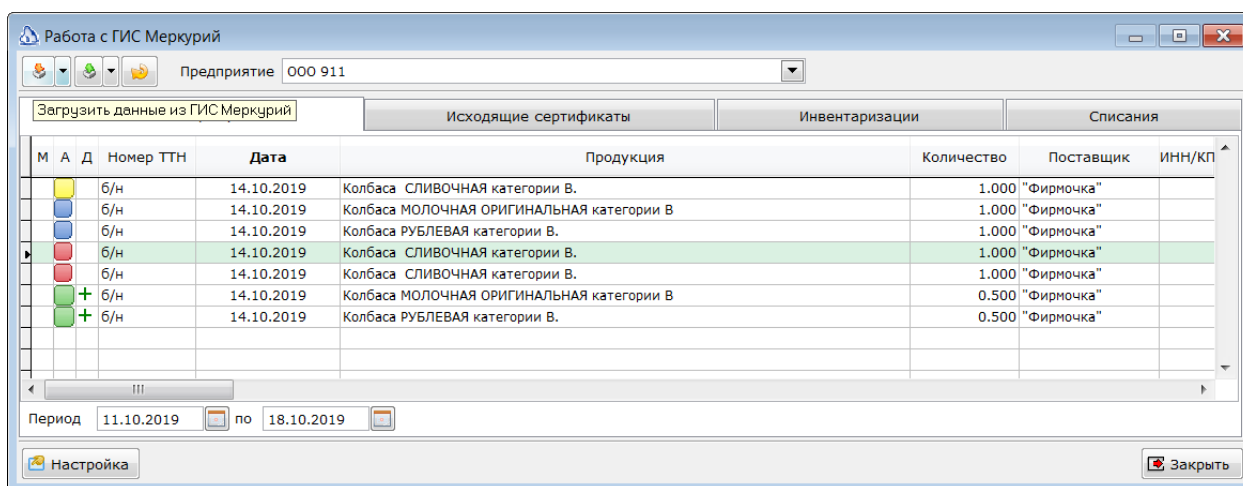 Работа с ГИС Меркурий
Предприятие ООО 911
Загрузить данные из ГИС Меркурий
Исходящие сертификаты Инвентаризации Списания
М А Д Номер ТТН Дата Продукция Количество Поставщик ИНН/КП
б/н 14.10.2019 Колбаса СЛИВОЧНАЯ категории В. 1.000 "Фирмочка"
б/н 14.10.2019 Колбаса МОЛОЧНАЯ ОРИГИНАЛЬНАЯ категории В 1.000 "Фирмочка"
б/н 14.10.2019 Колбаса РУБЛЕВАЯ категории В. 1.000 "Фирмочка"
б/н 14.10.2019 Колбаса СЛИВОЧНАЯ категории В. 1.000 "Фирмочка"
б/н 14.10.2019 Колбаса СЛИВОЧНАЯ категории В. 1.000 "Фирмочка"
+ б/н 14.10.2019 Колбаса МОЛОЧНАЯ ОРИГИНАЛЬНАЯ категории В 0.500 "Фирмочка"
+ б/н 14.10.2019 Колбаса РУБЛЕВАЯ категории В. 0.500 "Фирмочка"
Период 11.10.2019 по 18.10.2019
Настройка Закрыть